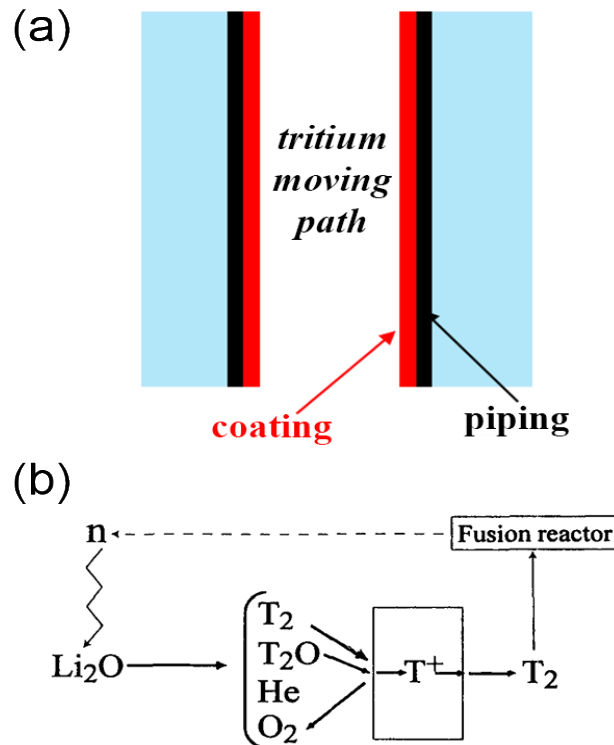 (a)
tritium
moving
path
coating
piping
(b)
n
Fusion reactor
T₂
Li₂O
T₂O
T⁺
T₂
He
O₂